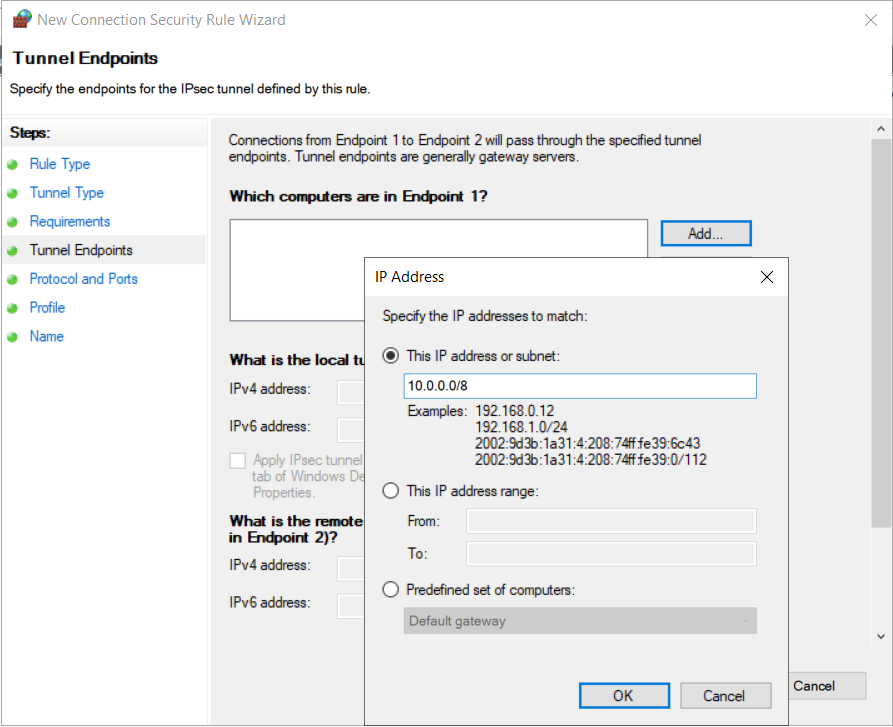 New Connection Security Rule Wizard
Tunnel Endpoints
Specify the endpoints for the IPsec tunnel defined by this rule.
Steps:
Rule Type
Tunnel Type
Requirements
Tunnel Endpoints
Protocol and Ports
Profile
Name
Connections from Endpoint 1 to Endpoint 2 will pass through the specified tunnel
endpoints. Tunnel endpoints are generally gateway servers.
Which computers are in Endpoint 1?
Add...
What is the local
IPv4 address:
IPv6 address:
Apply IPsec tunnel
tab of Windows
Properties.
What is the remote
in Endpoint 2)?
IPv4 address:
IPv6 address:
Cancel
IP Address
Specify the IP addresses to match:
This IP address or subnet:
10.0.0.0/8
Examples: 192.168.0.12
192.168.1.0/24
2002:9d3b:1a31:4:208:74ff:fe39:6c43
2002:9d3b:1a31:4:208:74ff:fe39:0/112
This IP address range:
From:
To:
Predefined set of computers:
Default gateway
OK
Cancel